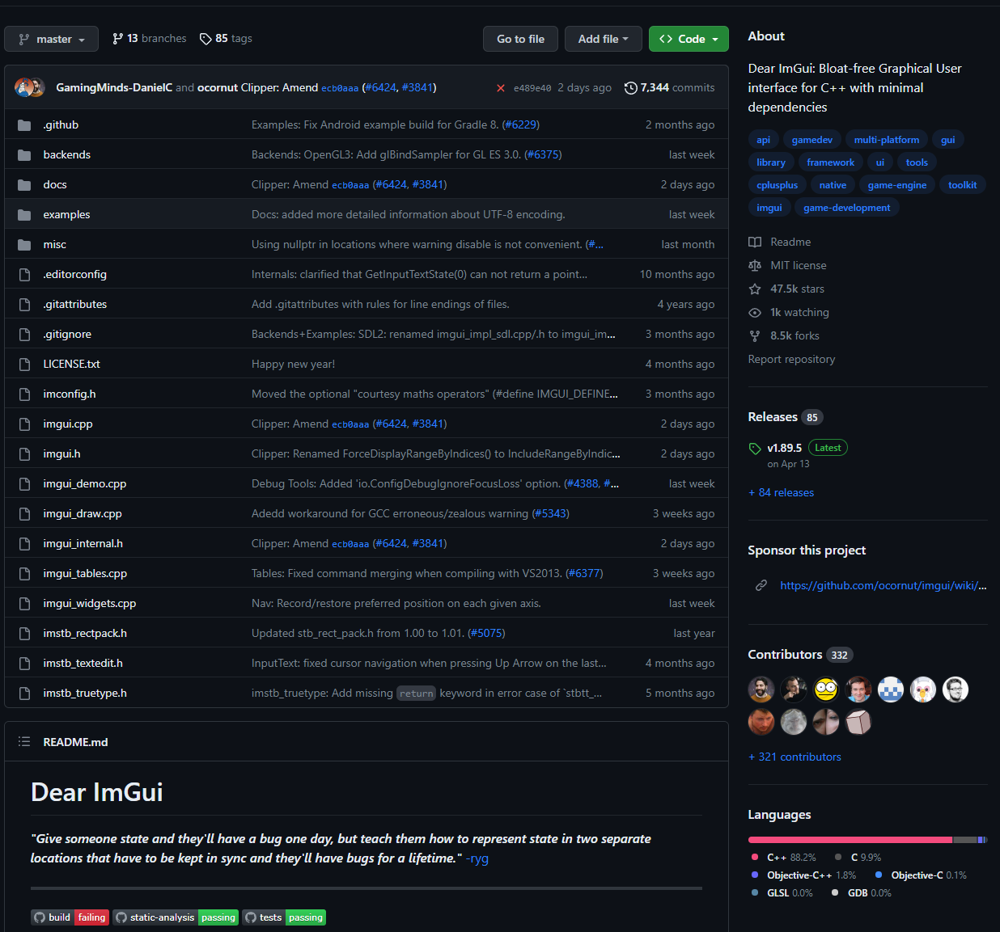 master 13 branches 85 tags Go to file Add file <> Code
GamingMinds-DanielC and ocornut Clipper: Amend ecb0aaa (#6424, #3841) e489e40 2 days ago 7,344 commits
.github Examples: Fix Android example build for Gradle 8. (#6229) 2 months ago
backends Backends: OpenGL3: Add glBindSampler for GL ES 3.0. (#6375) last week
docs Clipper: Amend ecb0aaa (#6424, #3841) 2 days ago
examples Docs: added more detailed information about UTF-8 encoding. last week
misc Using nullptr in locations where warning disable is not convenient. (#... last month
.editorconfig Internals: clarified that GetInputTextState(0) can not return a point... 10 months ago
.gitattributes Add .gitattributes with rules for line endings of files. 4 years ago
.gitignore Backends+Examples: SDL2: renamed imgui_impl_sdl.cpp/.h to imgui_im... 3 months ago
LICENSE.txt Happy new year! 4 months ago
imconfig.h Moved the optional "courtesy maths operators" (#define IMGUI_DEFINE... 3 months ago
imgui.cpp Clipper: Amend ecb0aaa (#6424, #3841) 2 days ago
imgui.h Clipper: Renamed ForceDisplayRangeByIndices() to IncludeRangeByIndic... 2 days ago
imgui_demo.cpp Debug Tools: Added 'io.ConfigDebugIgnoreFocusLoss' option. (#4388, #... last week
imgui_draw.cpp Adedd workaround for GCC erroneous/zealous warning (#5343) 3 weeks ago
imgui_internal.h Clipper: Amend ecb0aaa (#6424, #3841) 2 days ago
imgui_tables.cpp Tables: Fixed command merging when compiling with VS2013. (#6377) 3 weeks ago
imgui_widgets.cpp Nav: Record/restore preferred position on each given axis. last week
imstb_rectpack.h Updated stb_rect_pack.h from 1.00 to 1.01. (#5075) last year
imstb_textedit.h InputText: fixed cursor navigation when pressing Up Arrow on the last... 4 months ago
imstb_truetype.h imstb_truetype: Add missing return keyword in error case of `stbtt_... 5 months ago
README.md
Dear ImGui
"Give someone state and they'll have a bug one day, but teach them how to represent state in two separate
locations that have to be kept in sync and they'll have bugs for a lifetime." -ryg
build failing static-analysis passing tests passing
About
Dear ImGui: Bloat-free Graphical User
interface for C++ with minimal
dependencies
api gamedev multi-platform gui
library framework ui tools
cplusplus native game-engine toolkit
imgui game-development
Readme
MIT license
47.5k stars
1k watching
8.5k forks
Report repository
Releases 85
v1.89.5 Latest
on Apr 13
+ 84 releases
Sponsor this project
https://github.com/ocornut/imgui/wiki/...
Contributors 332
+ 321 contributors
Languages
C++ 88.2% C 9.9%
Objective-C++ 1.8% Objective-C 0.1%
GLSL 0.0% GDB 0.0%